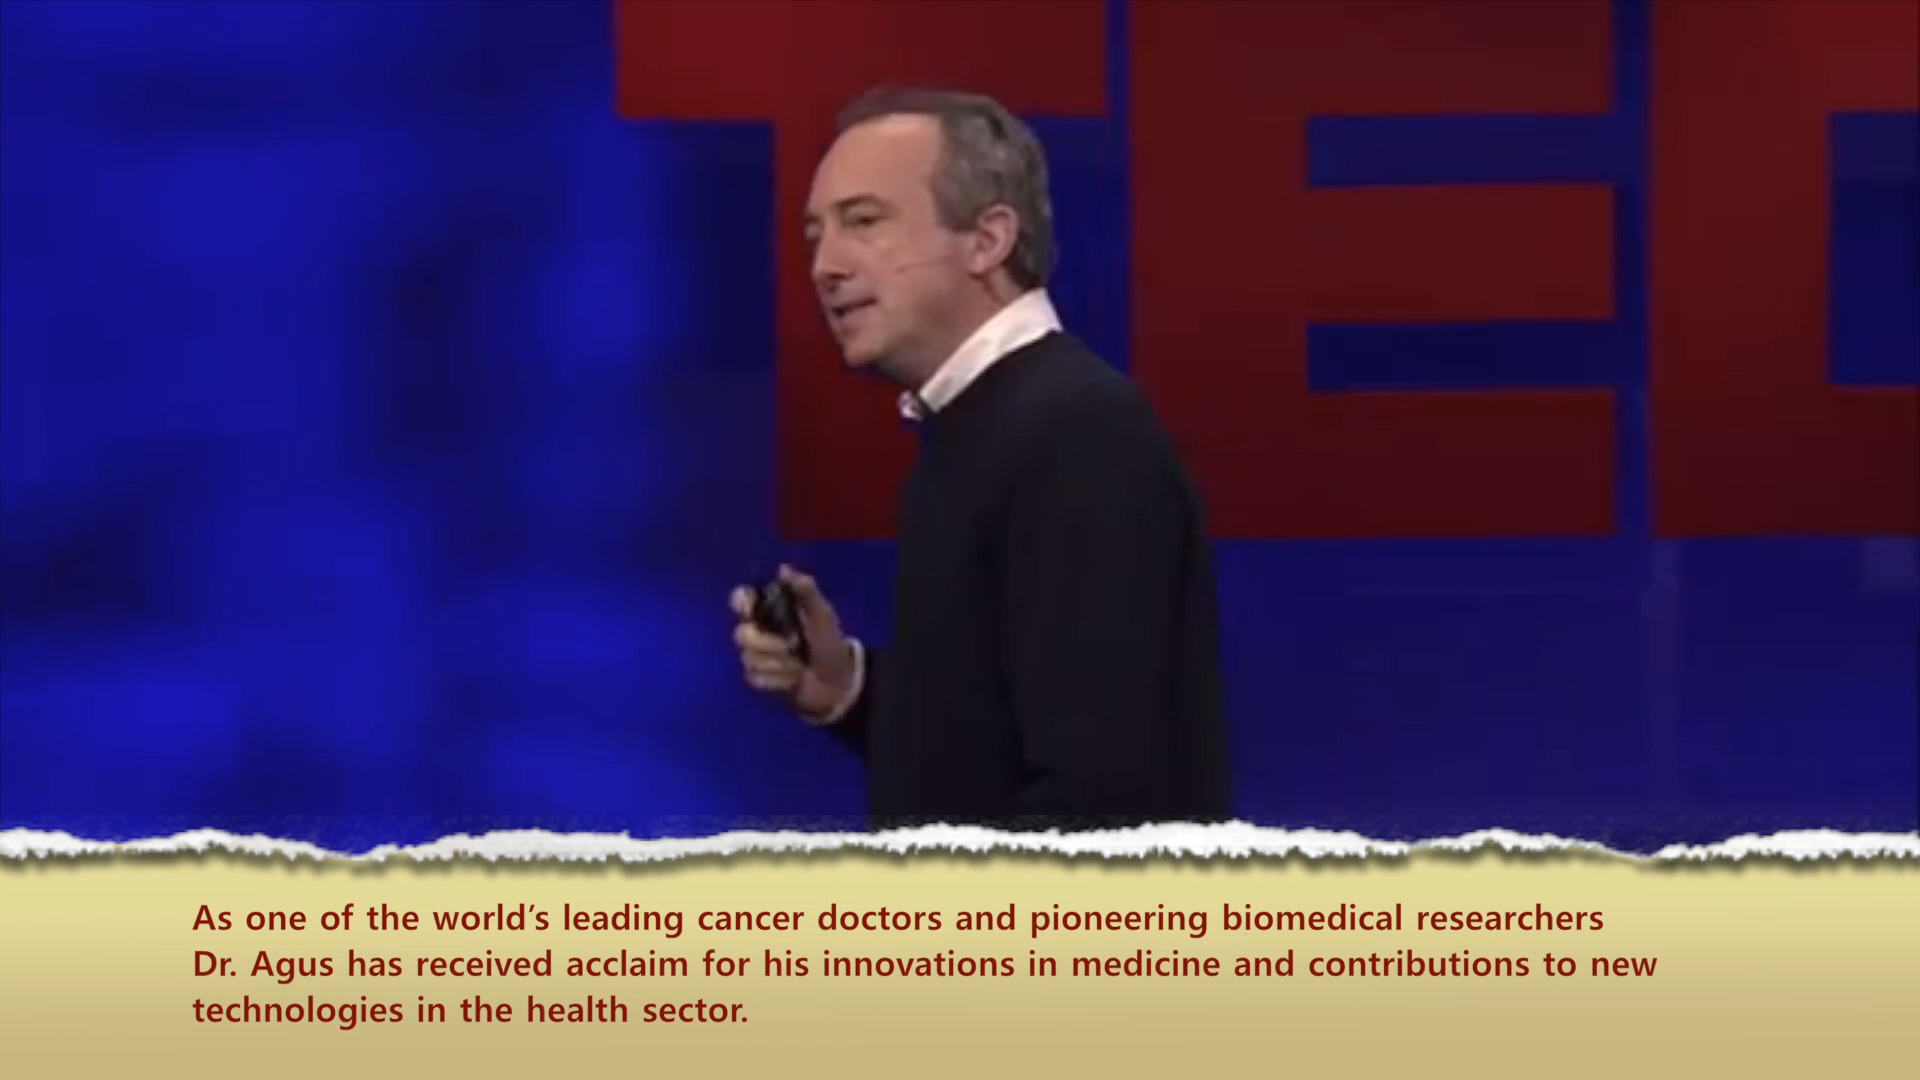 TED
As one of the world's leading cancer doctors and pioneering biomedical researchers
Dr. Agus has received acclaim for his innovations in medicine and contributions to new
technologies in the health sector.